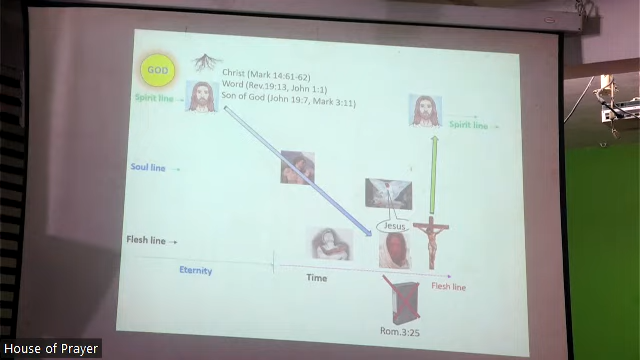 GOD
Christ (Mark 14:61-62)
Word (Rev.19:13, John 1:1)
Son of God (John 19:7, Mark 3:11)
Spirit line
Spirit line
Soul line
Jesus
Flesh line
Eternity
Time
Flesh line
Rom.3:25
House of Prayer